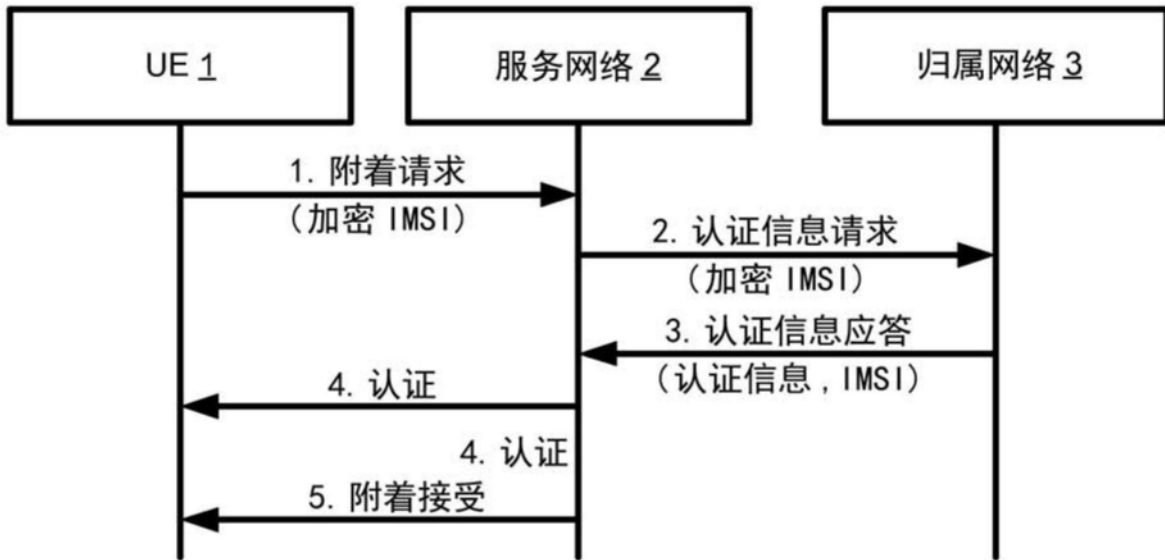 UE 1
服务网络 2
归属网络 3
1. 附着请求
（加密 IMSI）
2. 认证信息请求
（加密 IMSI）
3. 认证信息应答
（认证信息 , IMSI）
4. 认证
4. 认证
5. 附着接受